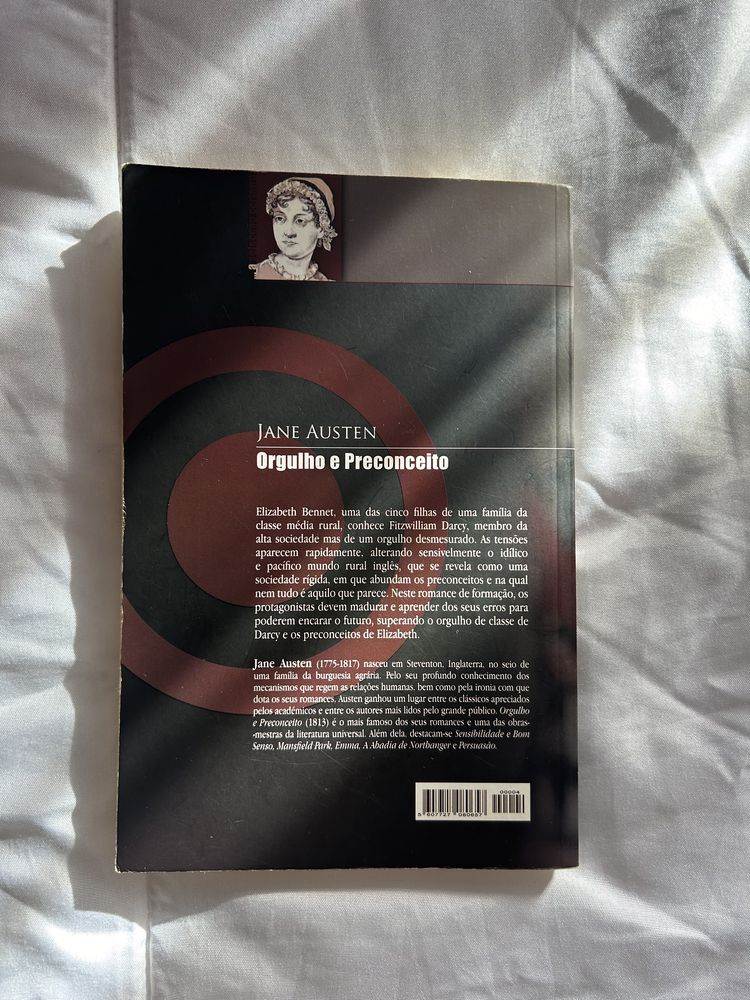 JANE AUSTEN
Orgulho e Preconceito
Elizabeth Bennet, uma das cinco filhas de uma família da
classe média rural, conhece Fitzwilliam Darcy, membro da
alta sociedade mas de um orgulho desmesurado. As tensões
aparecem rapidamente, alterando sensivelmente o idílico
e pacífico mundo rural inglês, que se revela como uma
sociedade rígida, em que abundam os preconceitos e na qual
nem tudo é aquilo que parece. Neste romance de formação, os
protagonistas devem madurar e aprender dos seus erros para
poderem encarar o futuro, superando o orgulho de classe de
Darcy e os preconceitos de Elizabeth.
Jane Austen (1775-1817) nasceu em Steventon, Inglaterra, no seio de
uma família da burguesia agrária. Pelo seu profundo conhecimento dos
mecanismos que regem as relações humanas, bem como pela ironia com que
dota os seus romances, Austen ganhou um lugar entre os clássicos apreciados
pelos académicos e entre os autores mais lidos pelo grande público. Orgulho
e Preconceito (1813) é o mais famoso dos seus romances e uma das obras-
-mestras da literatura universal. Além dela, destacam-se Sensibilidade e Bom
Senso, Mansfield Park, Emma, A Abadia de Northanger e Persuasão.
00004
5 607727 080657